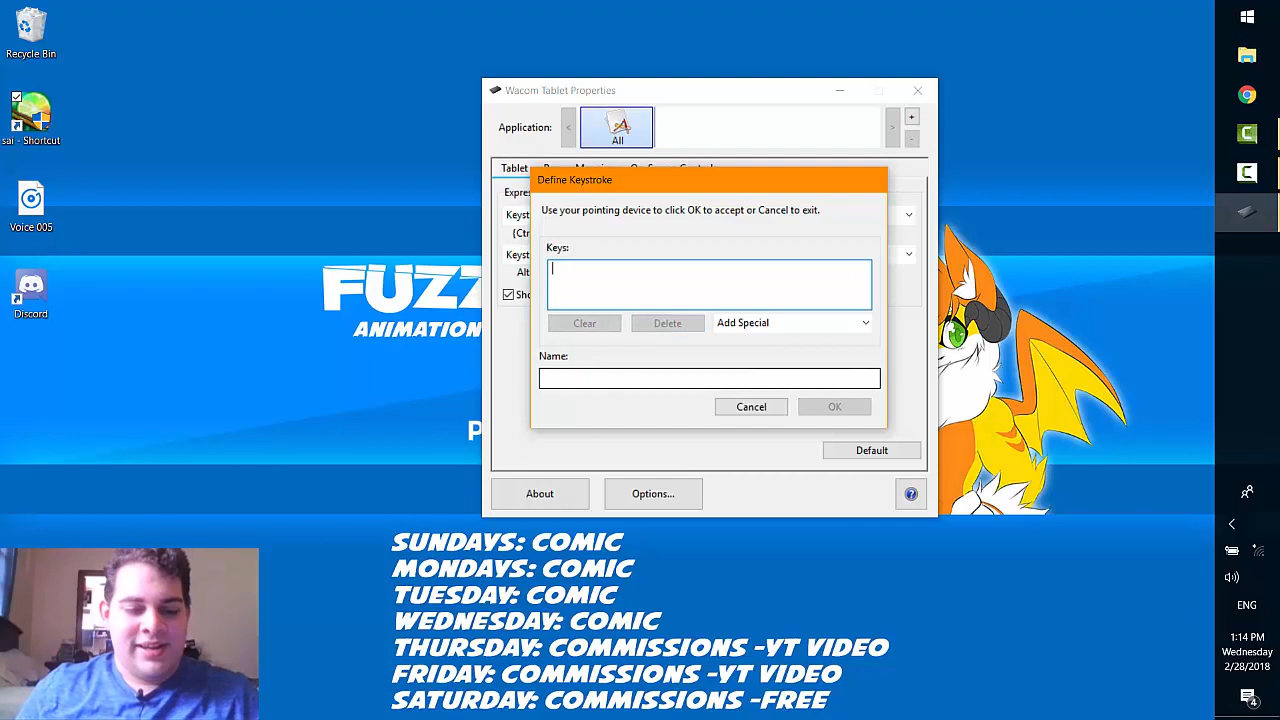 Recycle Bin
sai - Shortcut
Voice 005
Discord
Wacom Tablet Properties
Application:
<
All
>
+
-
Tablet
Define Keystroke
Use your pointing device to click OK to accept or Cancel to exit.
Keys:
Clear
Delete
Add Special
Name:
Cancel
OK
Default
About
Options...
?
FUZZ
ANIMATION
P
SUNDAYS: COMIC
MONDAYS: COMIC
TUESDAY: COMIC
WEDNESDAY: COMIC
THURSDAY: COMMISSIONS -YT VIDEO
FRIDAY: COMMISSIONS -YT VIDEO
SATURDAY: COMMISSIONS -FREE
ENG
1:14 PM
Wednesday
2/28/2018
4